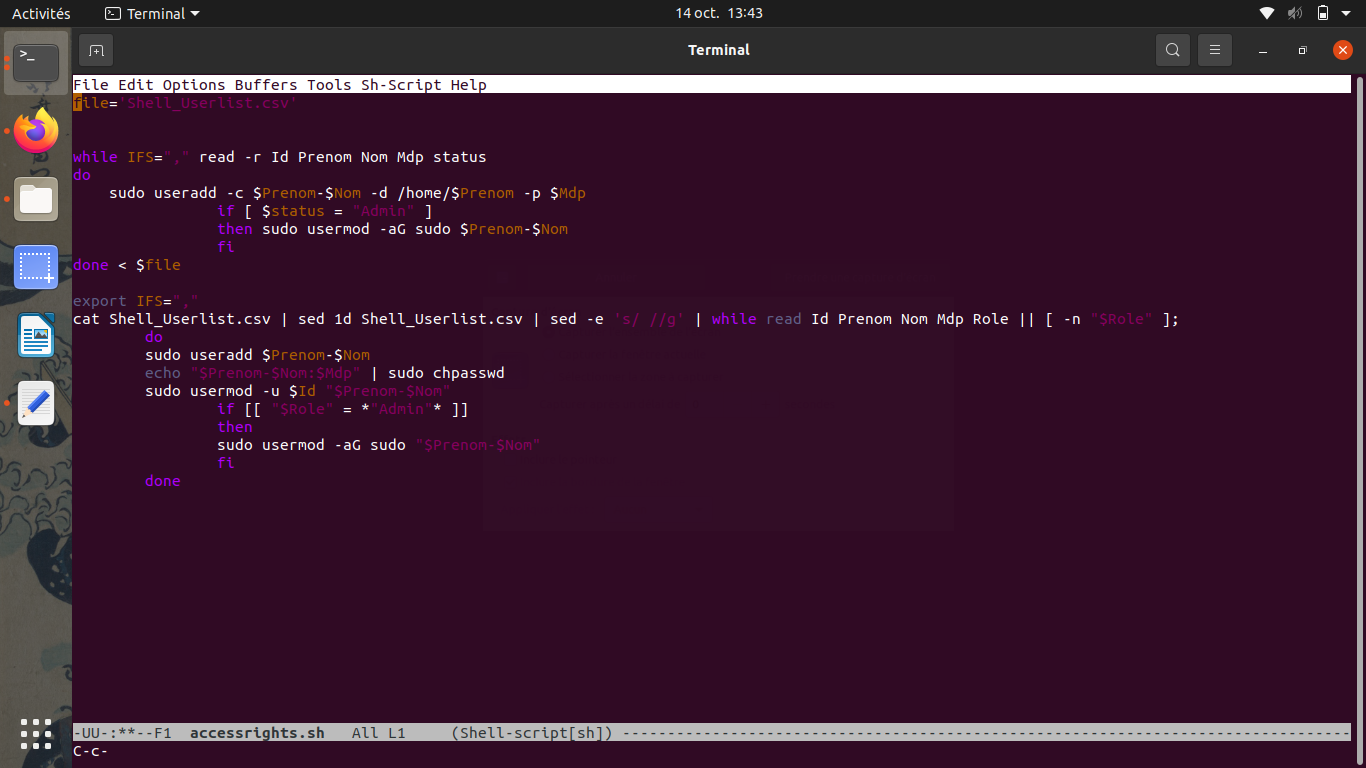 Activités Terminal 14 oct. 13:43
Terminal
File Edit Options Buffers Tools Sh-Script Help
file='Shell_Userlist.csv'
while IFS="," read -r Id Prenom Nom Mdp status
do
    sudo useradd -c $Prenom-$Nom -d /home/$Prenom -p $Mdp
                if [ $status = "Admin" ]
                then sudo usermod -aG sudo $Prenom-$Nom
                fi
done < $file
export IFS=","
cat Shell_Userlist.csv | sed 1d Shell_Userlist.csv | sed -e 's/ //g' | while read Id Prenom Nom Mdp Role || [ -n "$Role" ];
        do
        sudo useradd $Prenom-$Nom
        echo "$Prenom-$Nom:$Mdp" | sudo chpasswd
        sudo usermod -u $Id "$Prenom-$Nom"
                if [[ "$Role" = *"Admin"* ]]
                then
                sudo usermod -aG sudo "$Prenom-$Nom"
                fi
        done
-UU-:**--F1  accessrights.sh   All L1     (Shell-script[sh]) ---------------------------------------------------------------------------------
C-c-